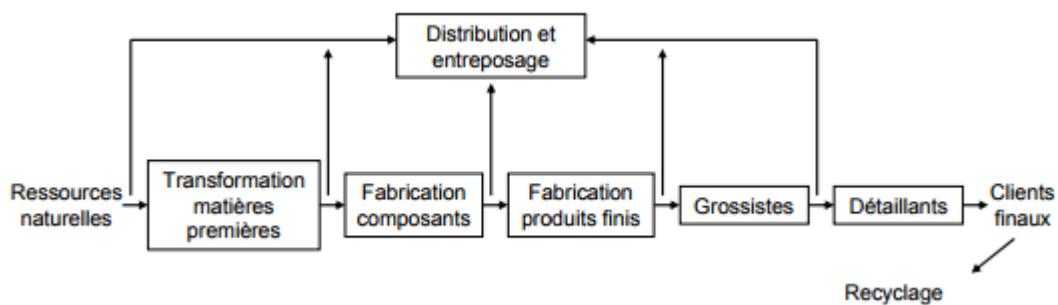 Distribution et
entreposage
Ressources
naturelles
Transformation
matières
premières
Fabrication
composants
Fabrication
produits finis
Grossistes
Détaillants
Clients
finaux
Recyclage